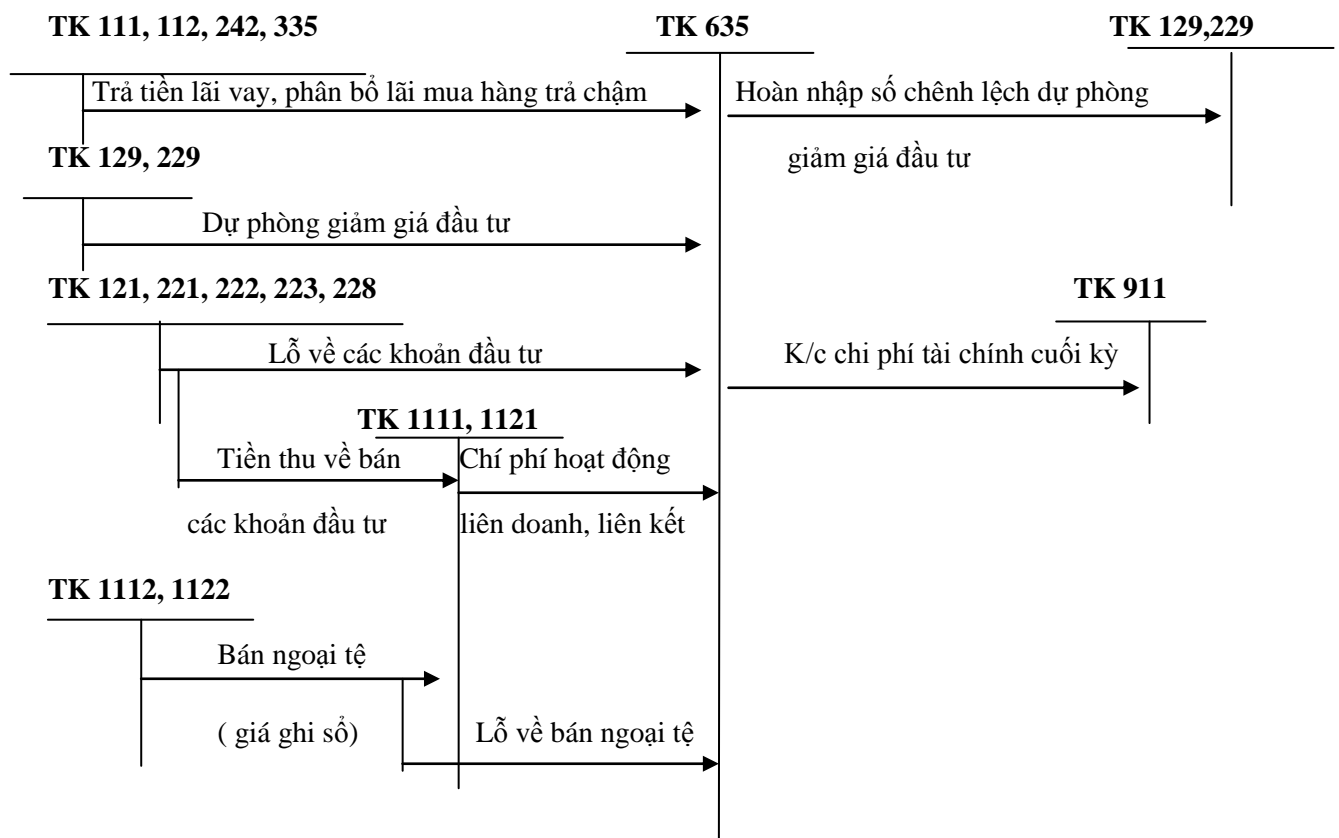 TK 111, 112, 242, 335
TK 635
TK 129,229
Trả tiền lãi vay, phân bổ lãi mua hàng trả chậm
Hoàn nhập số chênh lệch dự phòng
giảm giá đầu tư
TK 129, 229
Dự phòng giảm giá đầu tư
TK 121, 221, 222, 223, 228
TK 911
Lỗ về các khoản đầu tư
K/c chi phí tài chính cuối kỳ
TK 1111, 1121
Tiền thu về bán
Chí phí hoạt động
các khoản đầu tư
liên doanh, liên kết
TK 1112, 1122
Bán ngoại tệ
( giá ghi sổ)
Lỗ về bán ngoại tệ